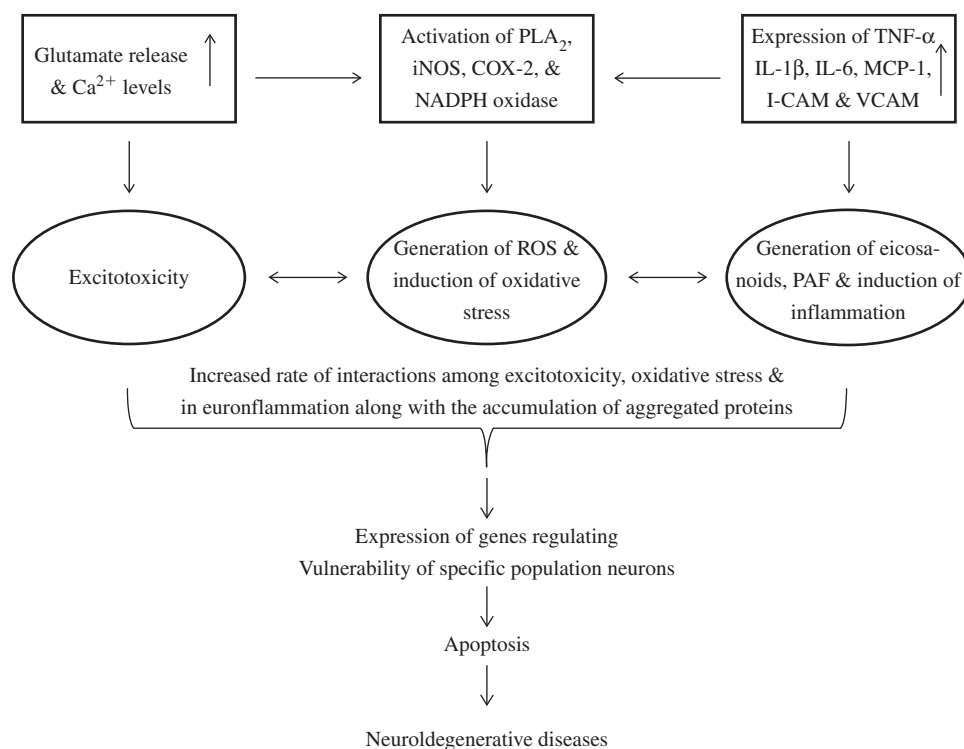 Glutamate release
& Ca²⁺ levels
Activation of PLA₂,
iNOS, COX-2, &
NADPH oxidase
Expression of TNF-α
IL-1β, IL-6, MCP-1,
I-CAM & VCAM
Excitotoxicity
Generation of ROS &
induction of oxidative
stress
Generation of eicosa-
noids, PAF & induction of
inflammation
Increased rate of interactions among excitotoxicity, oxidative stress &
in euronflammation along with the accumulation of aggregated proteins
Expression of genes regulating
Vulnerability of specific population neurons
Apoptosis
Neuroldegenerative diseases